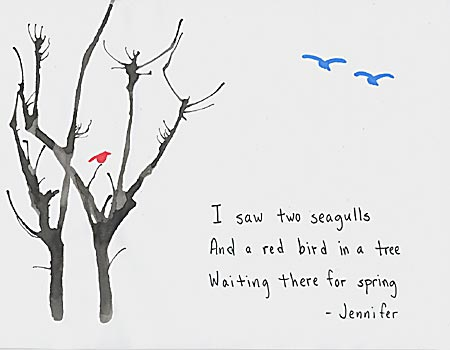 I saw two seagulls
And a red bird in a tree
Waiting there for spring
- Jennifer